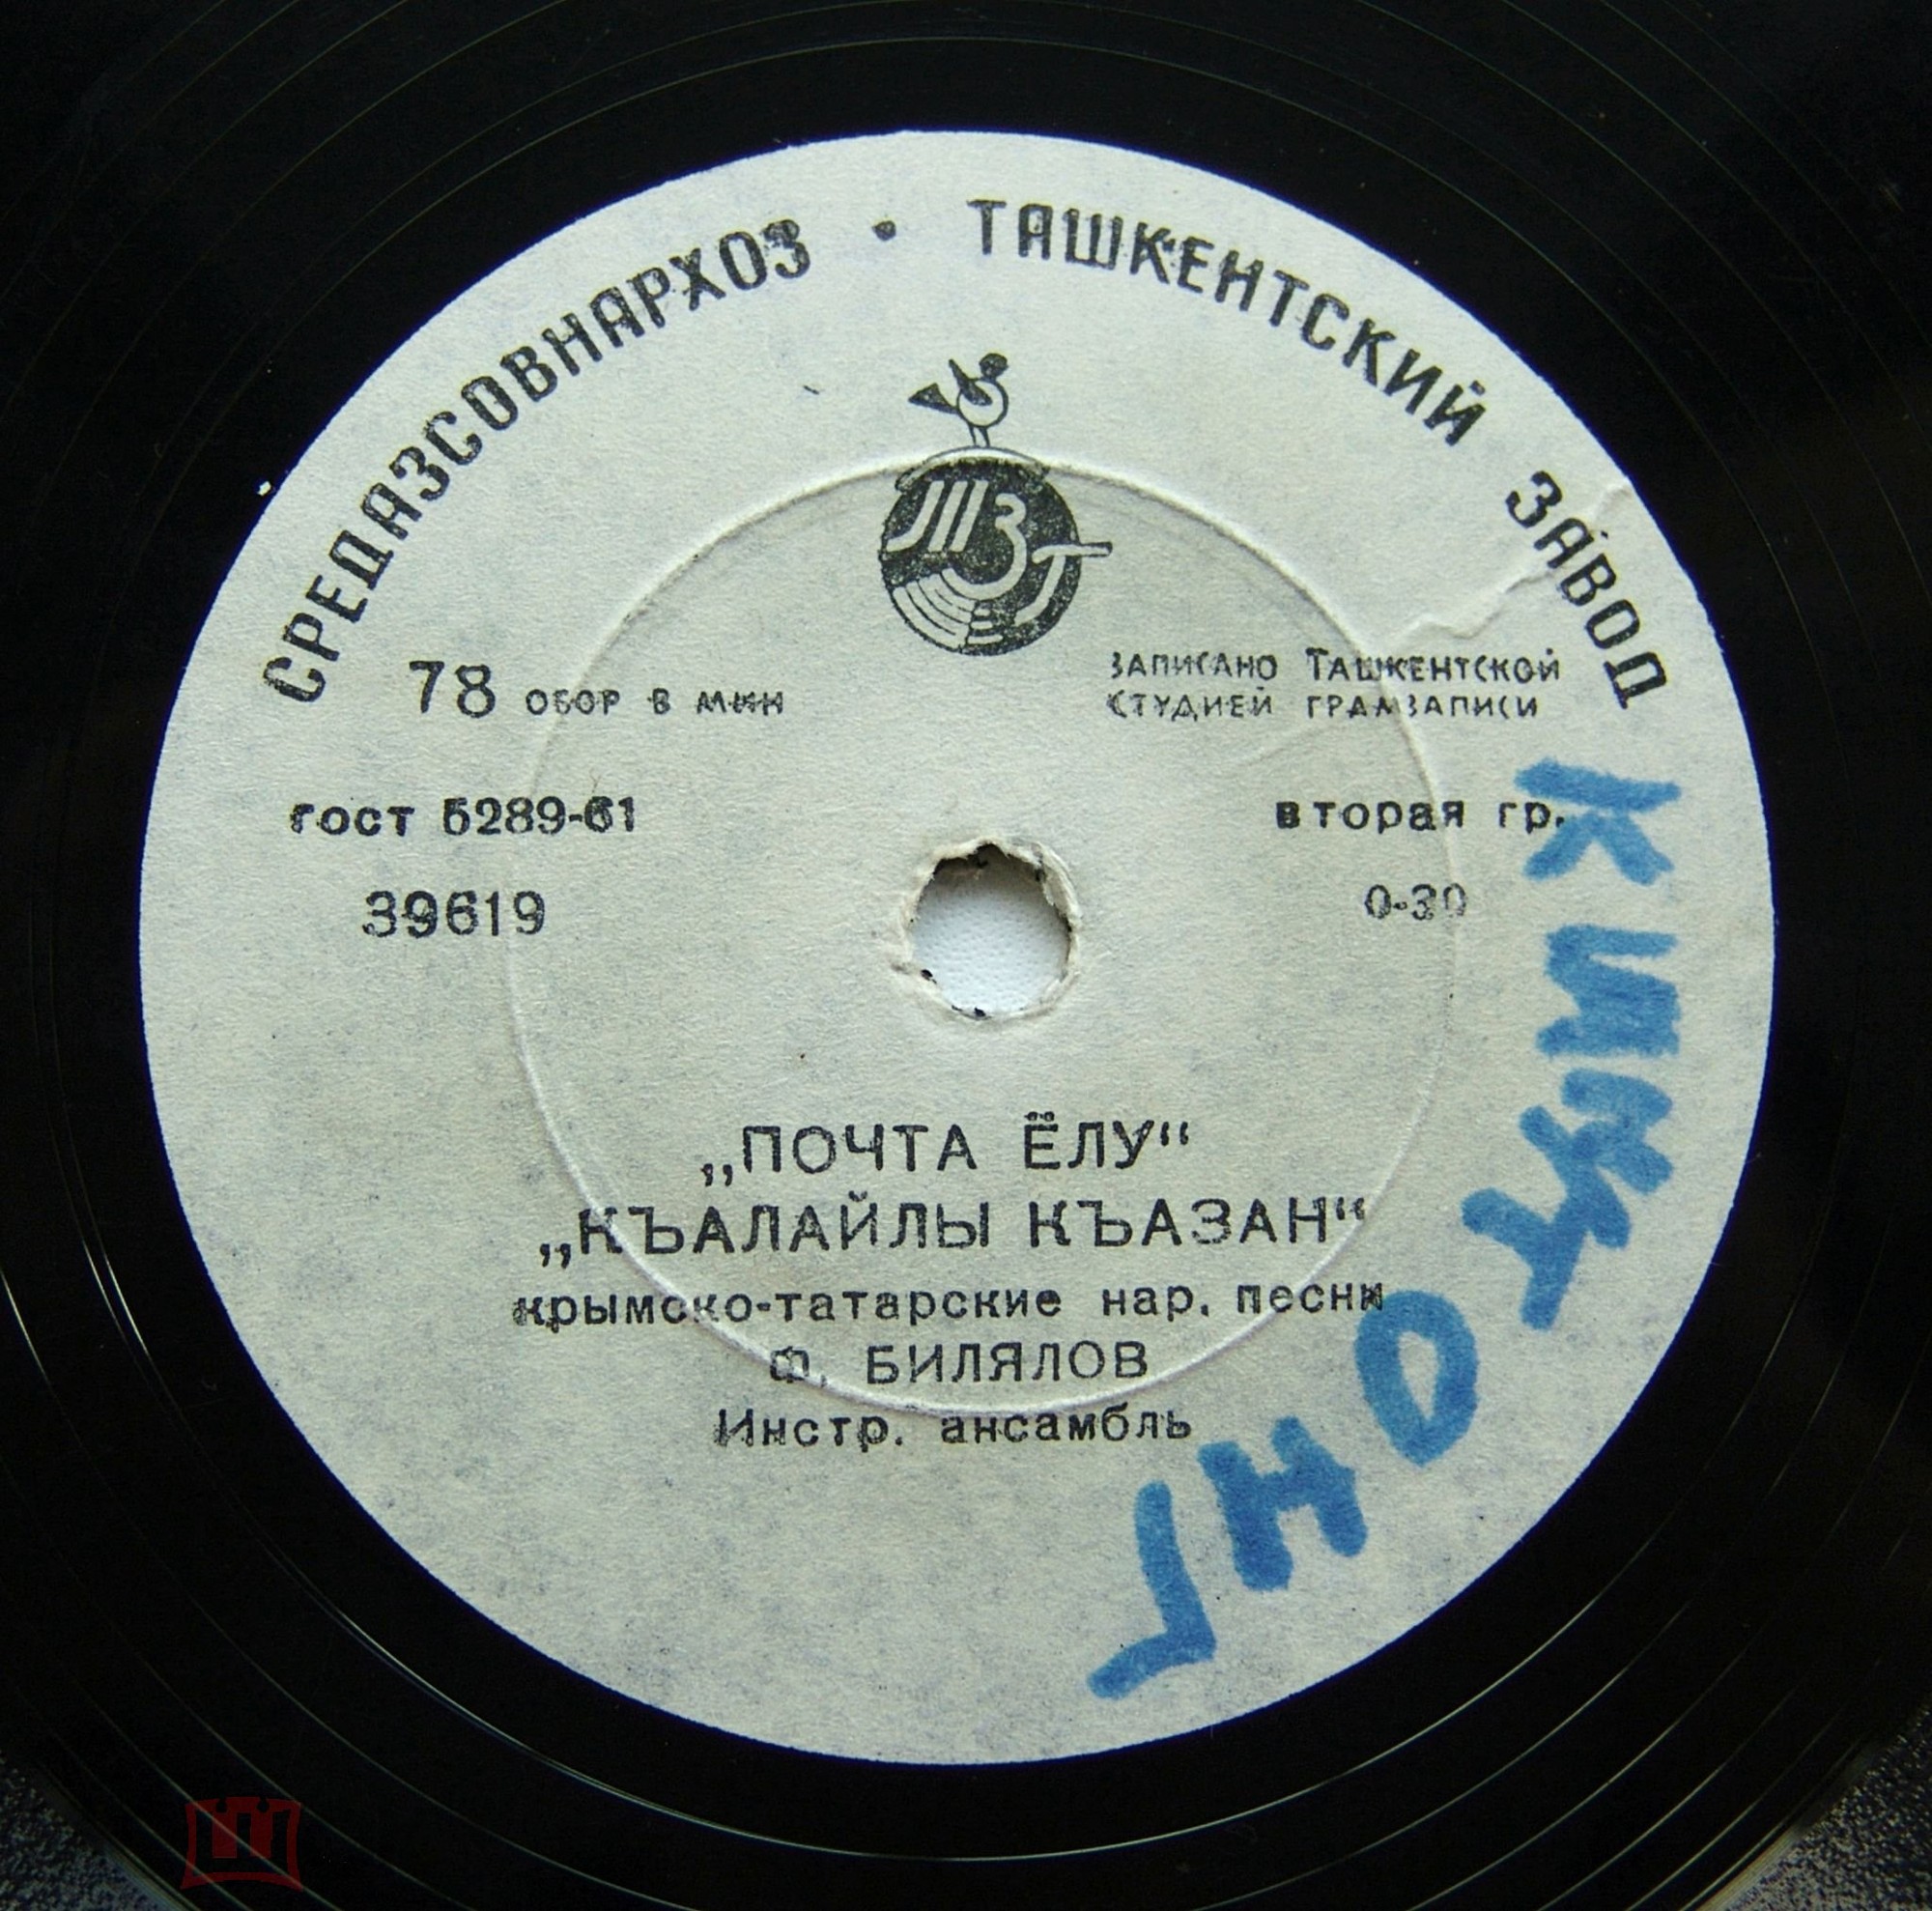 СРЕДАЗСОВНАРХОЗ • ТАШКЕНТСКИЙ ЗАВОД
ТЗ
78 ОБОР В МИН
ЗАПИСАНО ТАШКЕНТСКОЙ
СТУДИЕЙ ГРАМЗАПИСИ
гост 5289-61
вторая гр.
39619
0-30
„ПОЧТА ЁЛУ“
„КЪАЛАЙЛЫ КЪАЗАН“
крымско-татарские нар. песни
Ф. БИЛЯЛОВ
Инстр. ансамбль